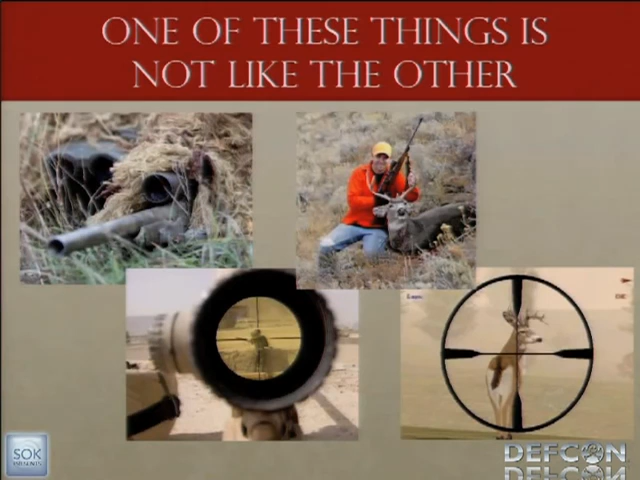 ONE OF THESE THINGS IS
NOT LIKE THE OTHER
SOK
DEFCON